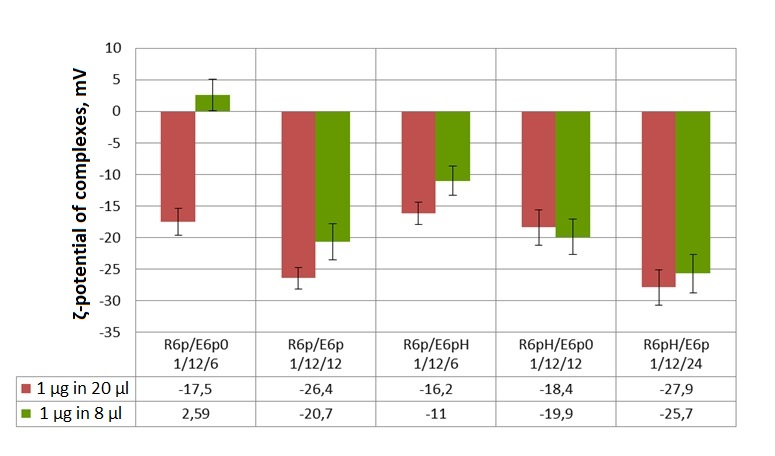 ζ-potential of complexes, mV
10
5
0
-5
-10
-15
-20
-25
-30
-35
R6p/E6p0 R6p/E6p R6p/E6pH R6pH/E6p0 R6pH/E6p
1/12/6 1/12/12 1/12/6 1/12/12 1/12/24
1 µg in 20 µl -17,5 -26,4 -16,2 -18,4 -27,9
1 µg in 8 µl 2,59 -20,7 -11 -19,9 -25,7